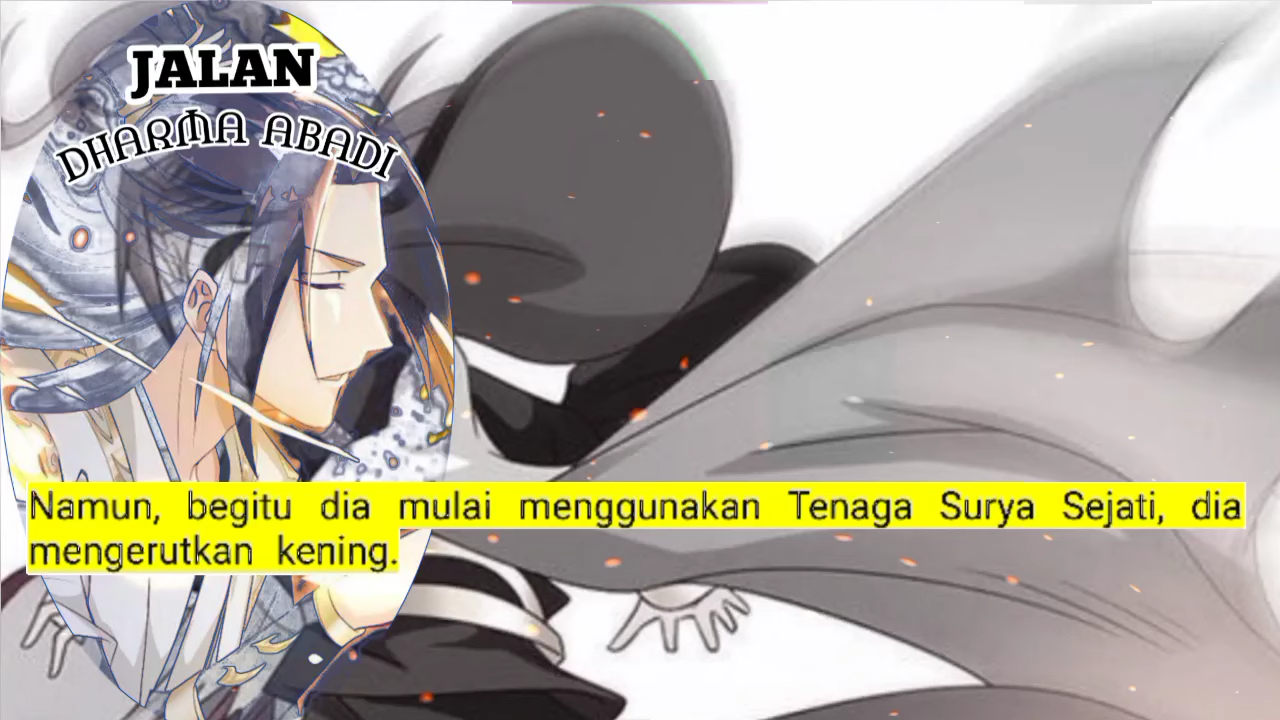 JALAN
DHARMA ABADI
Namun, begitu dia mulai menggunakan Tenaga Surya Sejati, dia
mengerutkan kening.